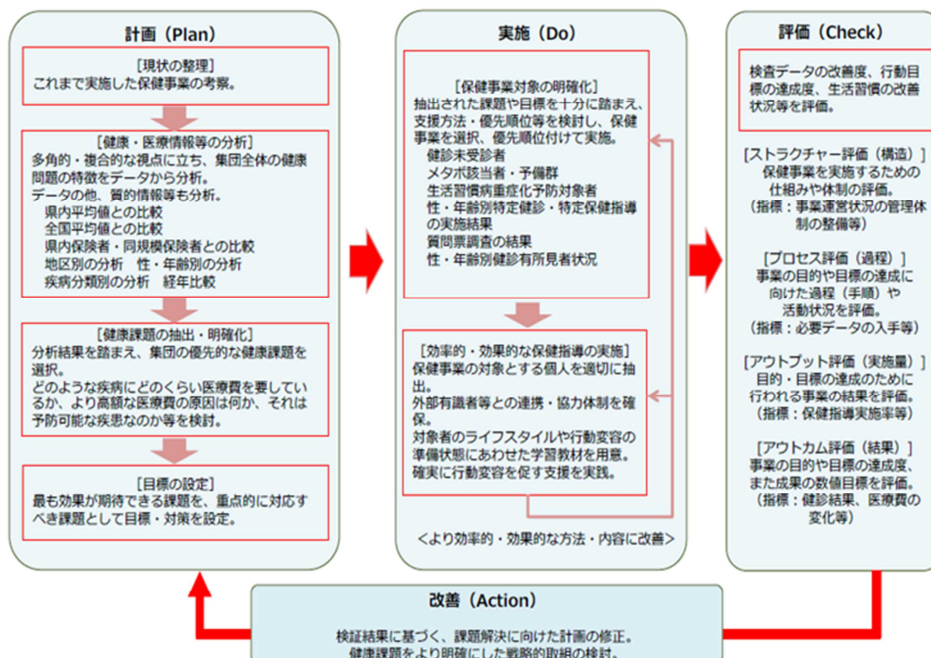 計画（Plan）
[現状の整理]
これまで実施した保健事業の考察。
[健康・医療情報等の分析]
多角的・複合的な視点に立ち、集団全体の健康
問題の特徴をデータから分析。
データの他、質的情報等も分析。
県内平均値との比較
全国平均値との比較
県内保険者・同規模保険者との比較
地区別の分析　性・年齢別の分析
疾病分類別の分析　経年比較
[健康課題の抽出・明確化]
分析結果を踏まえ、集団の優先的な健康課題を
選択。
どのような疾病にどのくらい医療費を要してい
るか、より高額な医療費の原因は何か、それは
予防可能な疾患なのか等を検討。
[目標の設定]
最も効果が期待できる課題を、重点的に対応す
べき課題として目標・対策を設定。
実施（Do）
[保健事業対象の明確化]
抽出された課題や目標を十分に踏まえ、
支援方法・優先順位等を検討し、保健
事業を選択、優先順位付けて実施。
健診未受診者
メタボ該当者・予備群
生活習慣病重症化予防対象者
性・年齢別特定健診・特定保健指導
の実施結果
質問票調査の結果
性・年齢別健診有所見者状況
[効率的・効果的な保健指導の実施]
保健事業の対象とする個人を適切に抽
出。
外部有識者等との連携・協力体制を確
保。
対象者のライフスタイルや行動変容の
準備状態にあわせた学習教材を用意。
確実に行動変容を促す支援を実践。
＜より効率的・効果的な方法・内容に改善＞
評価（Check）
検査データの改善度、行動目
標の達成度、生活習慣の改善
状況等を評価。
[ストラクチャー評価（構造）]
保健事業を実施するための
仕組みや体制の評価。
（指標：事業運営状況の管理体
制の整備等）
[プロセス評価（過程）]
事業の目的や目標の達成に
向けた過程（手順）や
活動状況を評価。
（指標：必要データの入手等）
[アウトプット評価（実施量）]
目的・目標の達成のために
行われる事業の結果を評価。
（指標：保健指導実施率等）
[アウトカム評価（結果）]
事業の目的や目標の達成度、
また成果の数値目標を評価。
（指標：健診結果、医療費の
変化等）
改善（Action）
検証結果に基づく、課題解決に向けた計画の修正。
健康課題をより明確にした戦略的取組の検討。